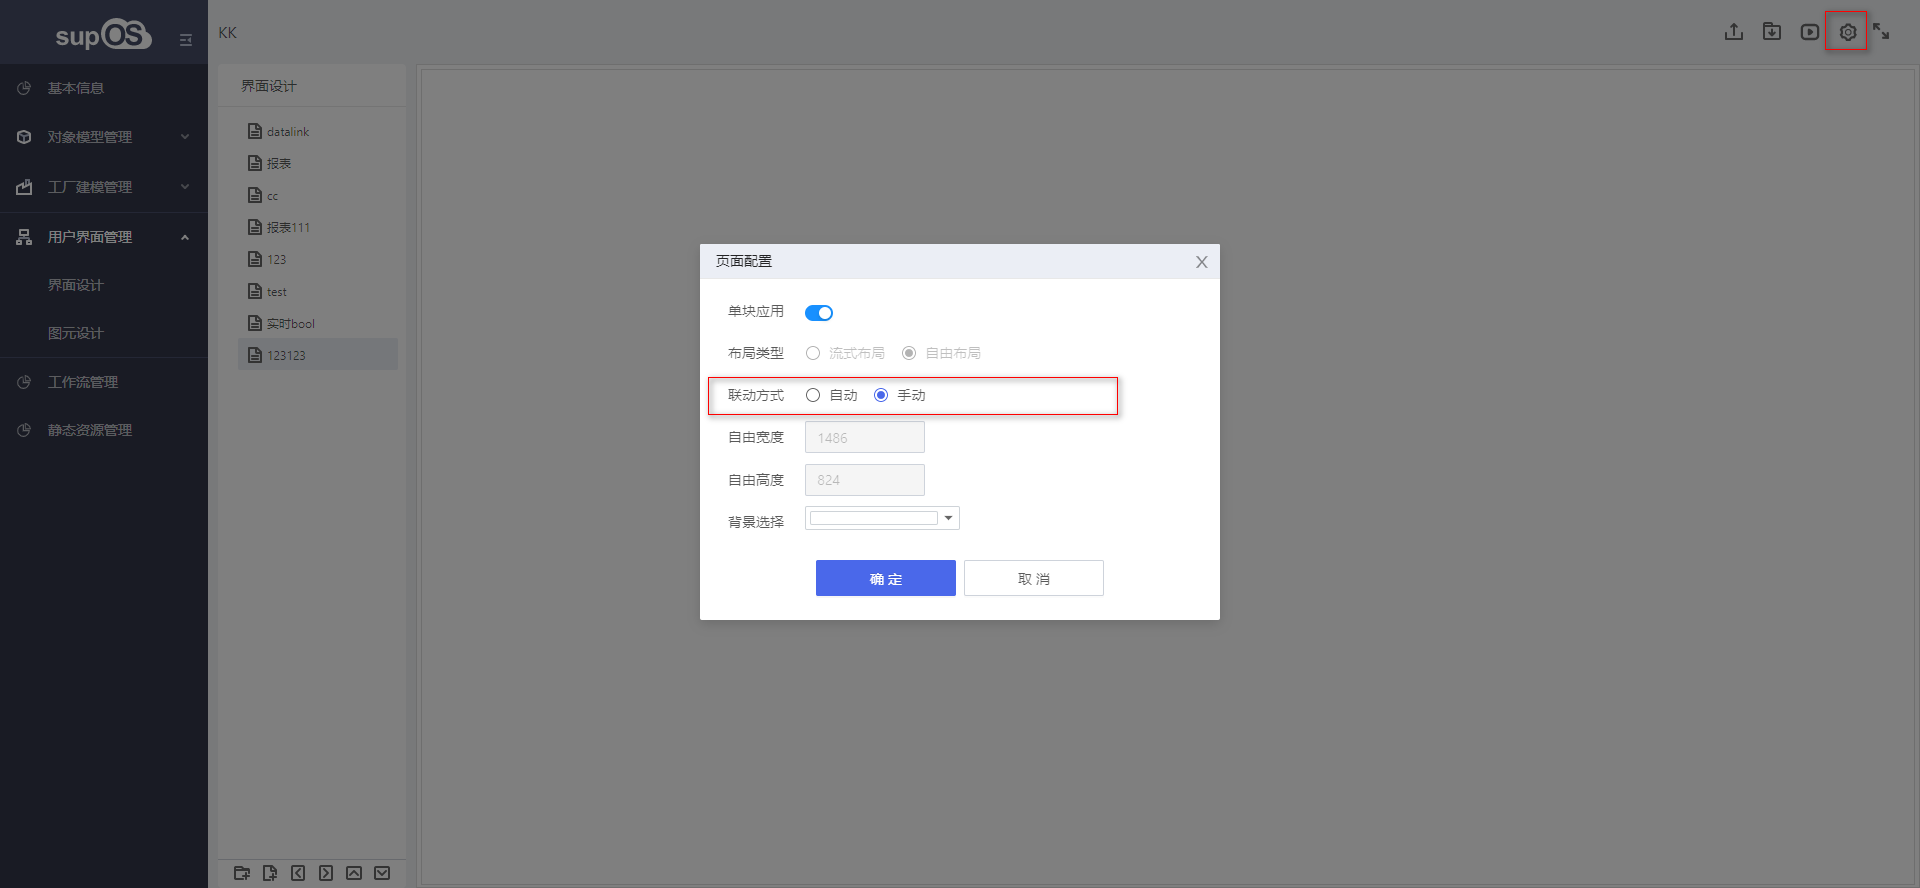 supOS
KK
基本信息
对象模型管理
工厂建模管理
用户界面管理
界面设计
图元设计
工作流管理
静态资源管理
界面设计
datalink
报表
cc
报表111
123
test
实时bool
123123
页面配置
单块应用
布局类型 流式布局 自由布局
联动方式 自动 手动
自由宽度 1486
自由高度 824
背景选择
确 定 取 消